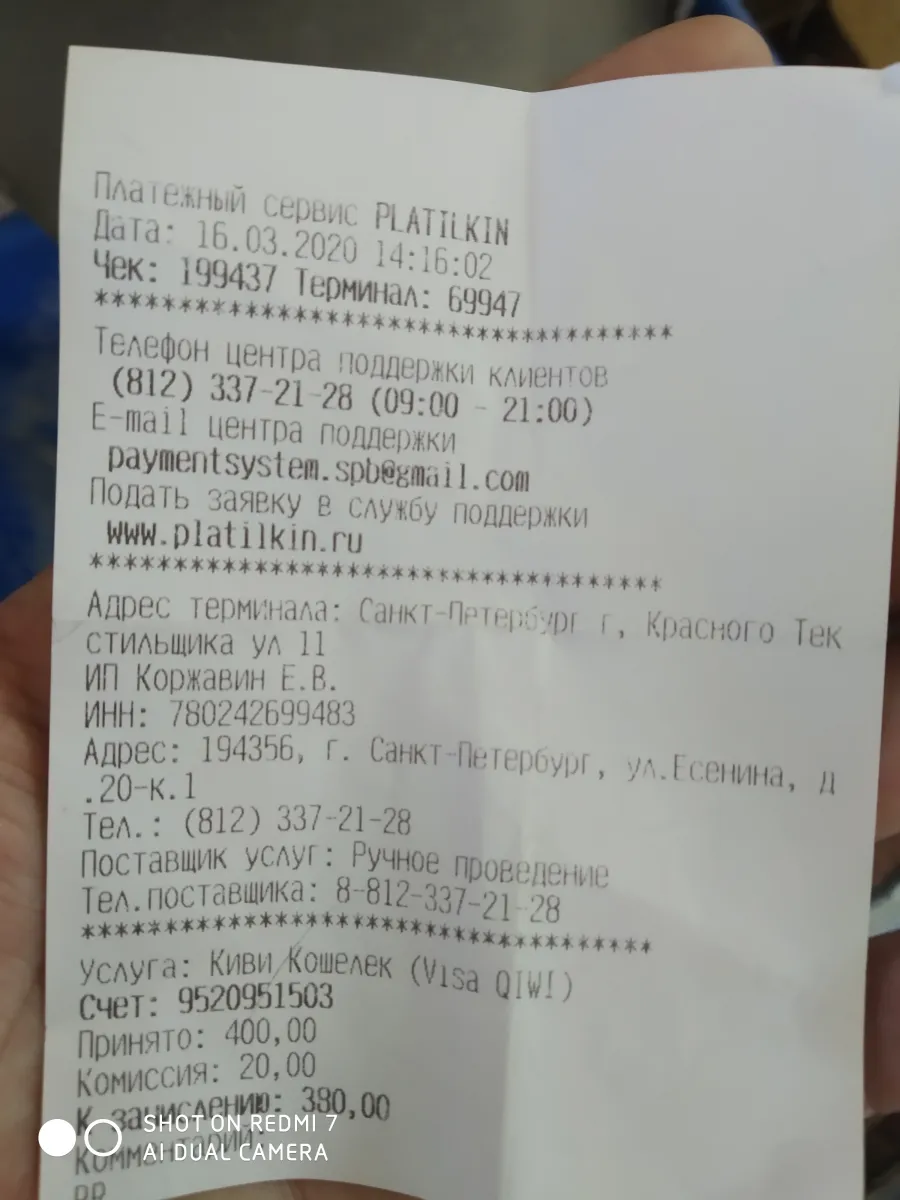 Платежный сервис PLATILKIN
Дата: 16.03.2020 14:16:02
Чек: 199437 Терминал: 69947
************************************
Телефон центра поддержки клиентов
(812) 337-21-28 (09:00 - 21:00)
E-mail центра поддержки
paymentsystem.spb@gmail.com
Подать заявку в службу поддержки
www.platilkin.ru
************************************
Адрес терминала: Санкт-Петербург г, Красного Тек
стильщика ул 11
ИП Коржавин Е.В.
ИНН: 780242699483
Адрес: 194356, г. Санкт-Петербург, ул.Есенина, д
.20-к.1
Тел.: (812) 337-21-28
Поставщик услуг: Ручное проведение
Тел.поставщика: 8-812-337-21-28
************************************
Услуга: Киви Кошелек (Visa QIWI)
Счет: 9520951503
Принято: 400,00
Комиссия: 20,00
К зачислению: 380,00
Комментарий:
SHOT ON REDMI 7
AI DUAL CAMERA